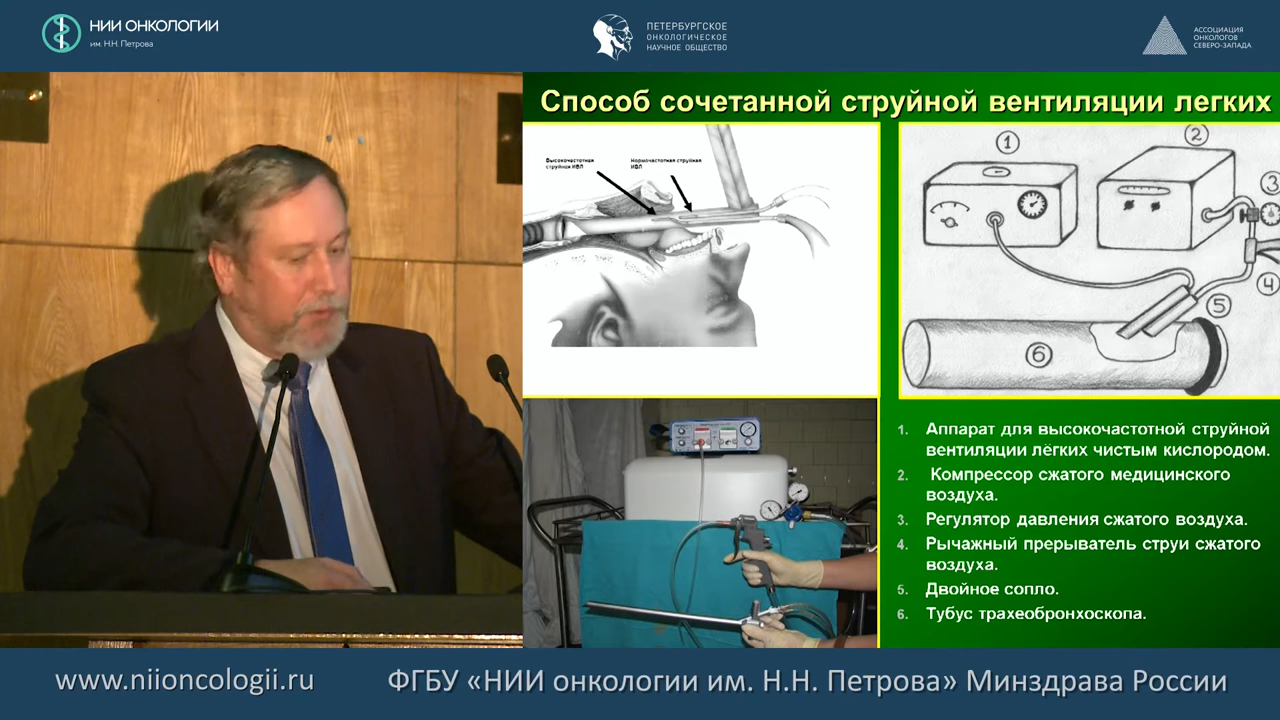 НИИ ОНКОЛОГИИ
им. Н.Н. Петрова
ПЕТЕРБУРГСКОЕ
ОНКОЛОГИЧЕСКОЕ
НАУЧНОЕ ОБЩЕСТВО
АССОЦИАЦИЯ
ОНКОЛОГОВ
СЕВЕРО-ЗАПАДА
Способ сочетанной струйной вентиляции легких
Высокочастотная
струйная ИВЛ
Нормочастотная струйная
ИВЛ
1
2
3
4
5
6
1. Аппарат для высокочастотной струйной
вентиляции лёгких чистым кислородом.
2. Компрессор сжатого медицинского
воздуха.
3. Регулятор давления сжатого воздуха.
4. Рычажный прерыватель струи сжатого
воздуха.
5. Двойное сопло.
6. Тубус трахеобронхоскопа.
www.niioncologii.ru
ФГБУ «НИИ онкологии им. Н.Н. Петрова» Минздрава России